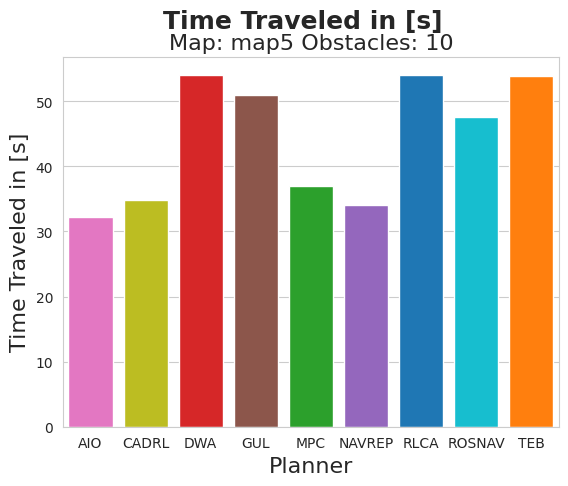 Time Traveled in [s]
Map: map5 Obstacles: 10
Time Traveled in [s]
50
40
30
20
10
0
AIO CADRL DWA GUL MPC NAVREP RLCA ROSNAV TEB
Planner